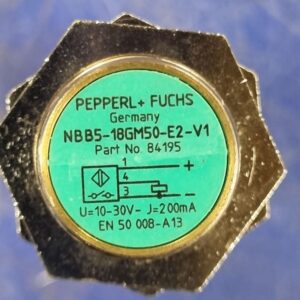 PEPPERL + FUCHS
Germany
NBB5-18GM50-E2-V1
Part No. 84195
1 +
4
3 -
U=10-30V- J=200mA
EN 50 008-A13